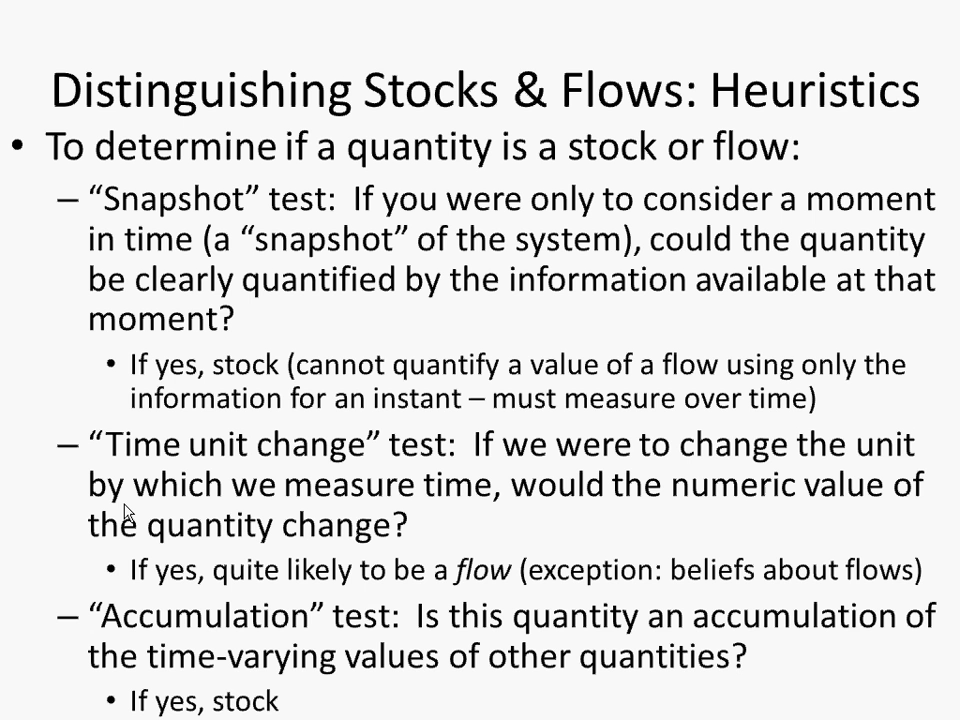 Distinguishing Stocks & Flows: Heuristics
• To determine if a quantity is a stock or flow:
– “Snapshot” test:  If you were only to consider a moment
in time (a “snapshot” of the system), could the quantity
be clearly quantified by the information available at that
moment?
• If yes, stock (cannot quantify a value of a flow using only the
information for an instant – must measure over time)
– “Time unit change” test:  If we were to change the unit
by which we measure time, would the numeric value of
the quantity change?
• If yes, quite likely to be a flow (exception: beliefs about flows)
– “Accumulation” test:  Is this quantity an accumulation of
the time-varying values of other quantities?
• If yes, stock